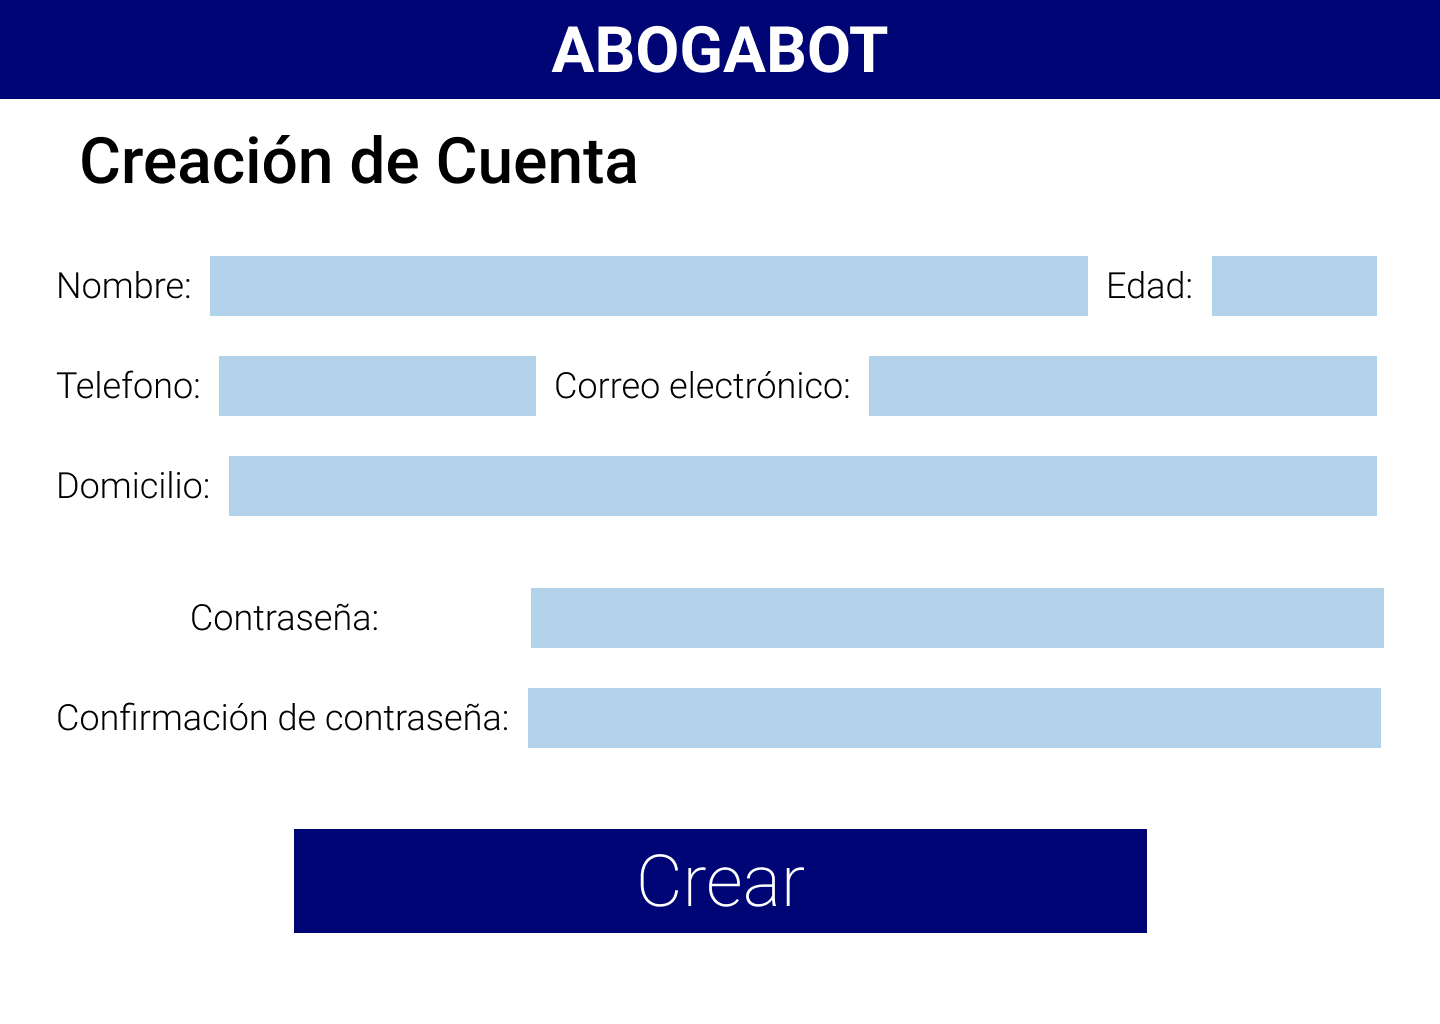 ABOGABOT
Creación de Cuenta
Nombre: Edad:
Telefono: Correo electrónico:
Domicilio:
Contraseña:
Confirmación de contraseña:
Crear